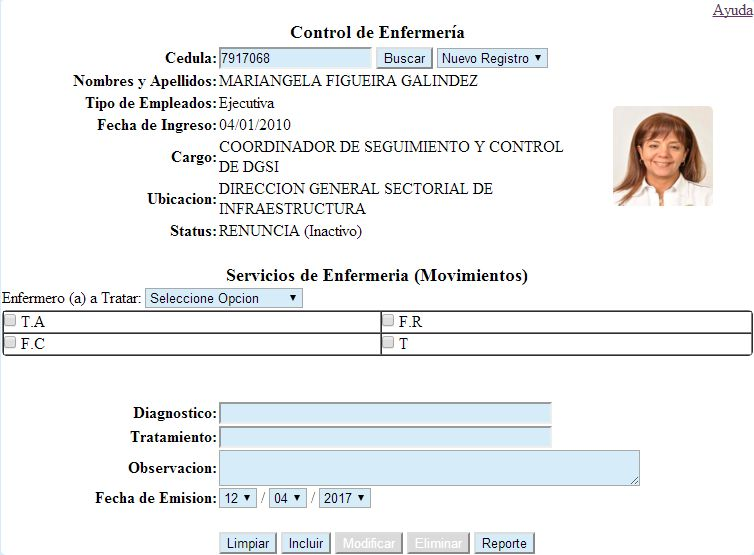 Ayuda
Control de Enfermería
Cedula: 7917068 Buscar Nuevo Registro
Nombres y Apellidos: MARIANGELA FIGUEIRA GALINDEZ
Tipo de Empleados: Ejecutiva
Fecha de Ingreso: 04/01/2010
Cargo: COORDINADOR DE SEGUIMIENTO Y CONTROL
DE DGSI
Ubicacion: DIRECCION GENERAL SECTORIAL DE
INFRAESTRUCTURA
Status: RENUNCIA (Inactivo)
Servicios de Enfermeria (Movimientos)
Enfermero (a) a Tratar: Seleccione Opcion
T.A F.R
F.C T
Diagnostico:
Tratamiento:
Observacion:
Fecha de Emision: 12 / 04 / 2017
Limpiar Incluir Modificar Eliminar Reporte